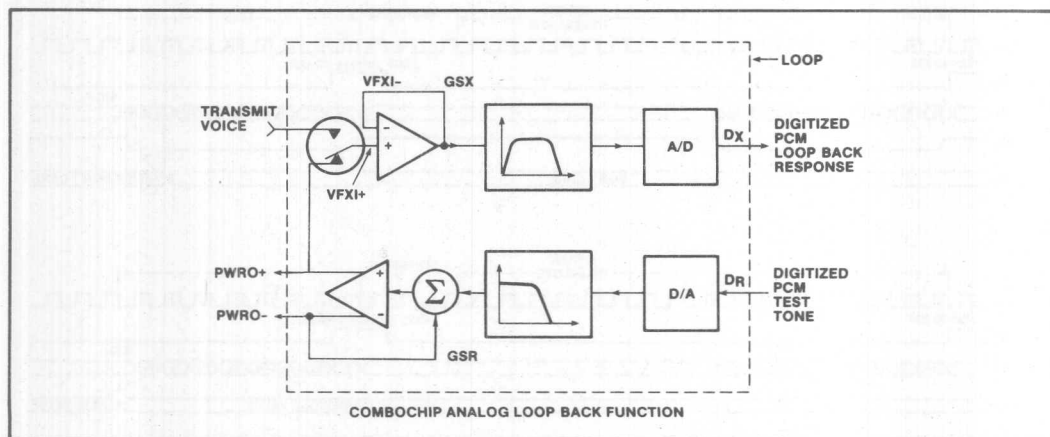 LOOP
VFXI-
GSX
TRANSMIT
VOICE
-
+
A/D
DX
DIGITIZED
PCM
LOOP BACK
RESPONSE
VFXI+
PWRO+
+
PWRO-
-
Σ
GSR
D/A
DR
DIGITIZED
PCM
TEST
TONE
COMBOCHIP ANALOG LOOP BACK FUNCTION